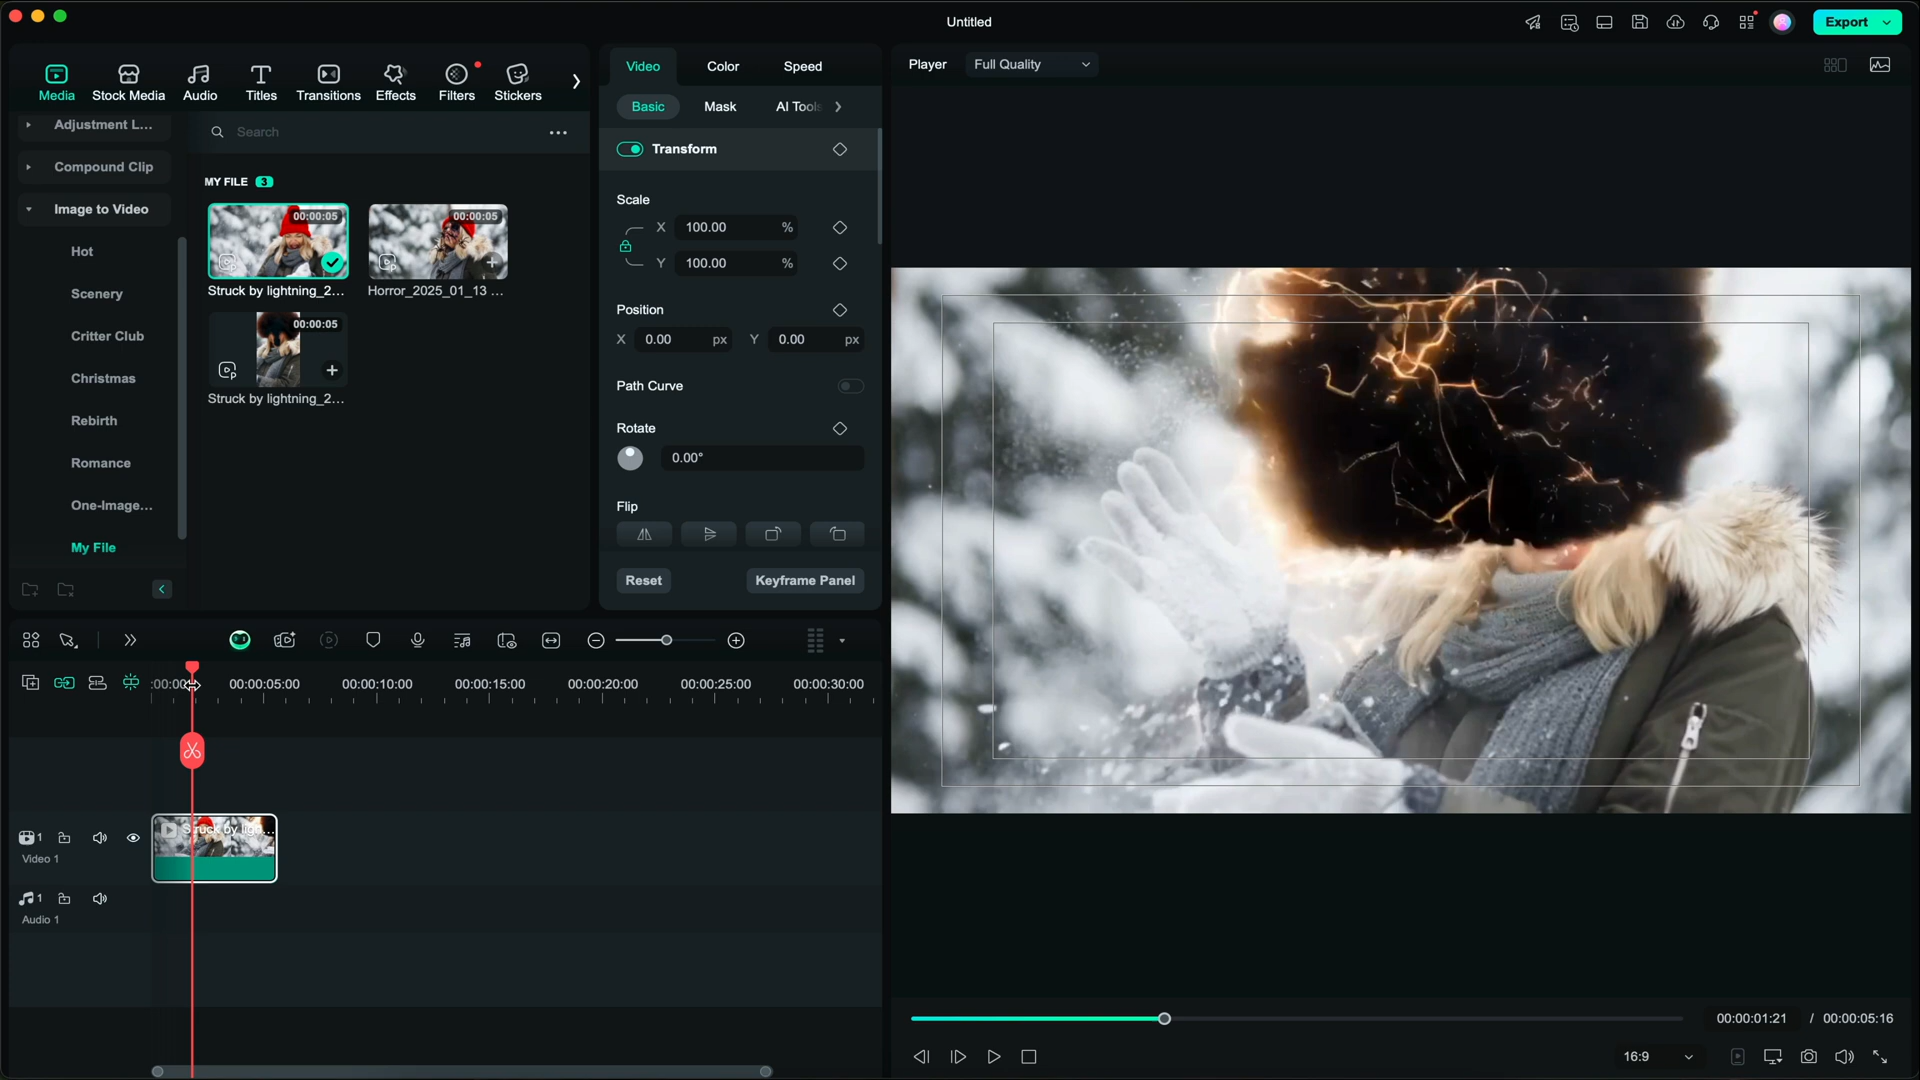 Untitled
Export
Media
Stock Media
Audio
Titles
Transitions
Effects
Filters
Stickers
Adjustment L...
Compound Clip
Image to Video
Hot
Scenery
Critter Club
Christmas
Rebirth
Romance
One-Image...
My File
Search
MY FILE 3
00:00:05
Struck by lightning_2...
00:00:05
Horror_2025_01_13 ...
00:00:05
Struck by lightning_2...
Video
Color
Speed
Basic
Mask
AI Tools
Transform
Scale
X 100.00 %
Y 100.00 %
Position
X 0.00 px Y 0.00 px
Path Curve
Rotate
0.00°
Flip
Reset
Keyframe Panel
Player
Full Quality
00:00:01:21 / 00:00:05:16
16:9
00:00:05:00
00:00:10:00
00:00:15:00
00:00:20:00
00:00:25:00
00:00:30:00
1
Video 1
Struck by ligh...
1
Audio 1